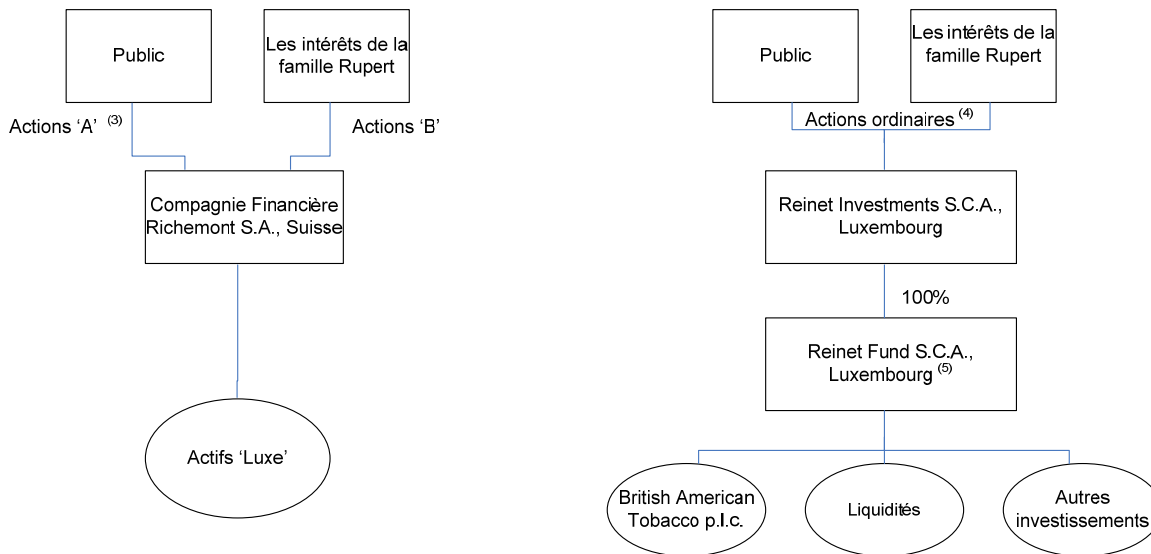 Public
Les intérêts de la
famille Rupert
Actions ‘A’ (3)
Actions ‘B’
Compagnie Financière
Richemont S.A., Suisse
Actifs ‘Luxe’
Public
Les intérêts de la
famille Rupert
Actions ordinaires (4)
Reinet Investments S.C.A.,
Luxembourg
100%
Reinet Fund S.C.A.,
Luxembourg (5)
British American
Tobacco p.l.c.
Liquidités
Autres
investissements